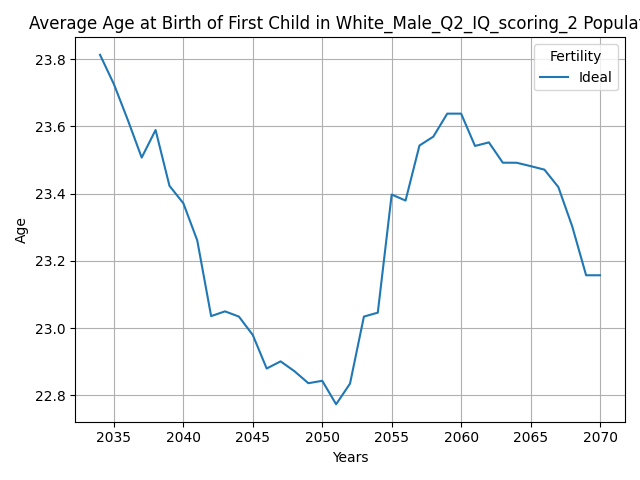 Average Age at Birth of First Child in White_Male_Q2_IQ_scoring_2
Fertility
Ideal
Age
23.8
23.6
23.4
23.2
23.0
22.8
2035 2040 2045 2050 2055 2060 2065 2070
Years